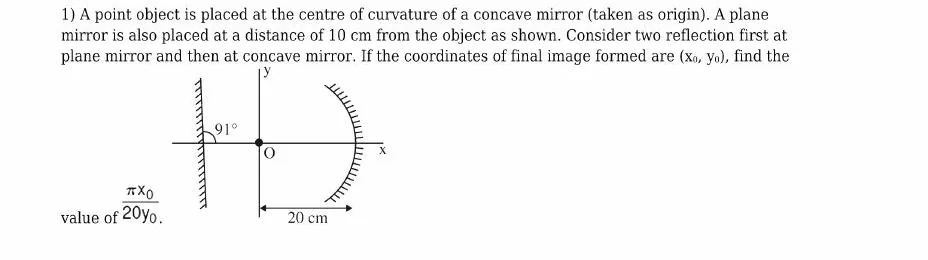 1) A point object is placed at the centre of curvature of a concave mirror (taken as origin). A plane
mirror is also placed at a distance of 10 cm from the object as shown. Consider two reflection first at
plane mirror and then at concave mirror. If the coordinates of final image formed are (x₀, y₀), find the
y
91°
O
x
20 cm
value of πx₀/20y₀.